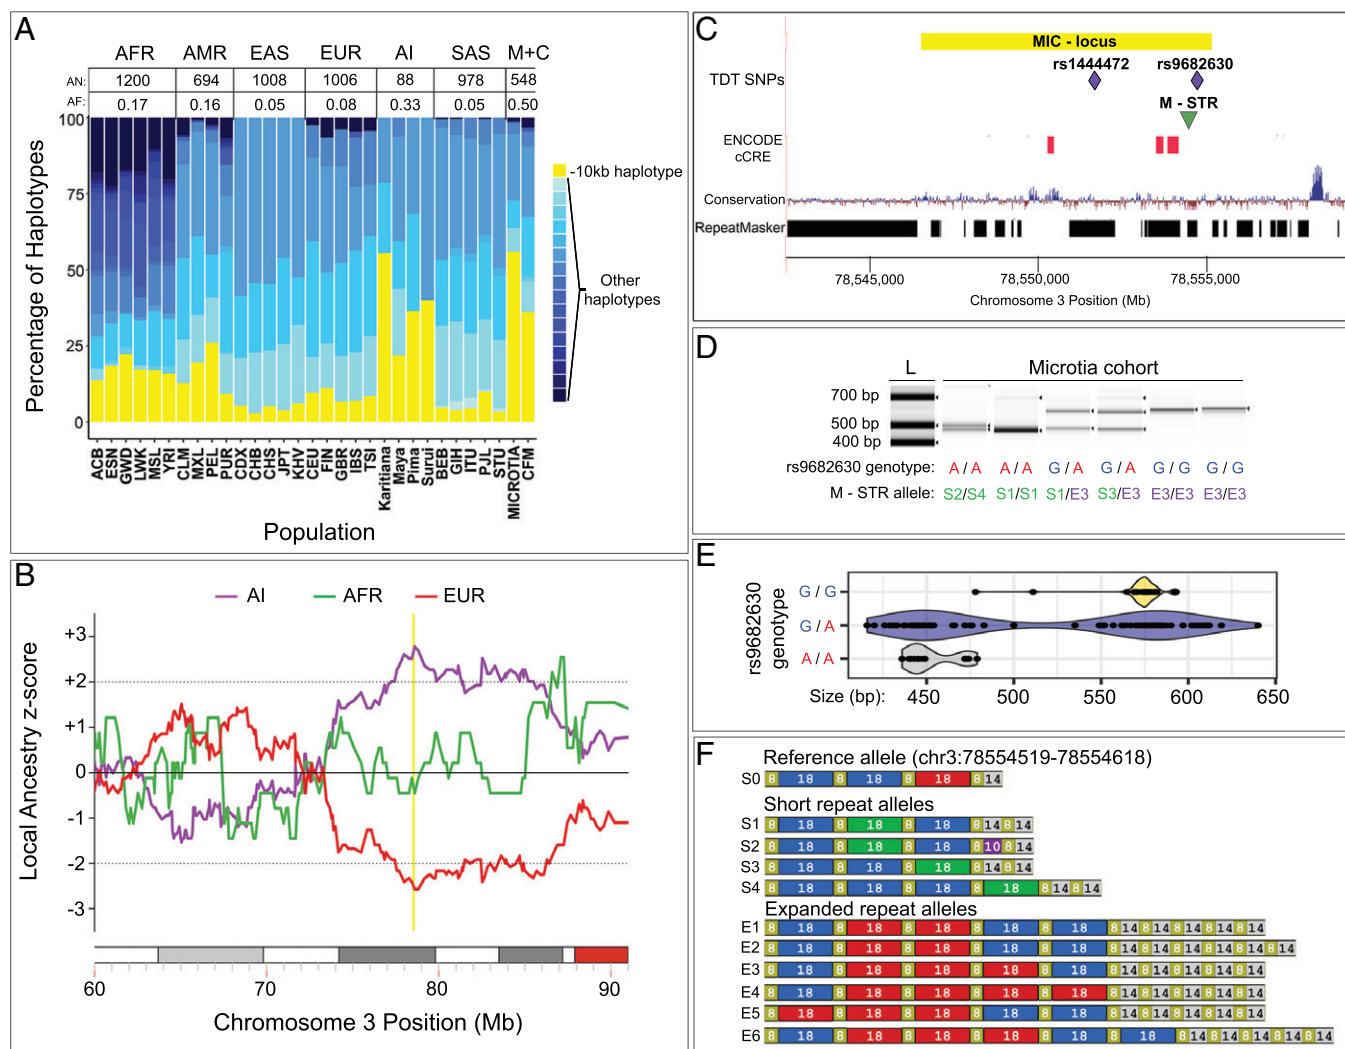 A
AFR AMR EAS EUR AI SAS M+C
AN: 1200 694 1008 1006 88 978 548
AF: 0.17 0.16 0.05 0.08 0.33 0.05 0.50
Percentage of Haplotypes
100
75
50
25
0
-10kb haplotype
Other
haplotypes
ACB ESN GWD LWK MSL YRI CLM MXL PEL PUR CDX CHB CHS JPT KHV CEU FIN GBR IBS TSI Karitiana Maya Pima Surui BEB GIH ITU PJL STU MICROTIA CFM
Population
B
AI AFR EUR
Local Ancestry z-score
+3
+2
+1
0
-1
-2
-3
60 70 80 90
Chromosome 3 Position (Mb)
C
MIC - locus
rs1444472 rs9682630
TDT SNPs
M - STR
ENCODE
cCRE
Conservation
RepeatMasker
78,545,000 78,550,000 78,555,000
Chromosome 3 Position (Mb)
D
L Microtia cohort
700 bp
500 bp
400 bp
rs9682630 genotype: A / A A / A G / A G / A G / G G / G
M - STR allele: S2/S4 S1/S1 S1/E3 S3/E3 E3/E3 E3/E3
E
rs9682630
genotype
G / G
G / A
A / A
Size (bp): 450 500 550 600 650
F
Reference allele (chr3:78554519-78554618)
S0 8 18 8 18 8 18 8 14
Short repeat alleles
S1 8 18 8 18 8 18 8 14 8 14
S2 8 18 8 18 8 18 8 10 8 14
S3 8 18 8 18 8 18 8 14 8 14
S4 8 18 8 18 8 18 8 18 8 14 8 14
Expanded repeat alleles
E1 8 18 8 18 8 18 8 18 8 18 8 14 8 14 8 14 8 14 8 14
E2 8 18 8 18 8 18 8 18 8 18 8 14 8 14 8 14 8 14 8 14 8 14
E3 8 18 8 18 8 18 8 18 8 18 8 14 8 14 8 14 8 14 8 14
E4 8 18 8 18 8 18 8 18 8 18 8 14 8 14 8 14 8 14 8 14
E5 8 18 8 18 8 18 8 18 8 18 8 14 8 14 8 14 8 14 8 14
E6 8 18 8 18 8 18 8 18 8 18 8 18 8 14 8 14 8 14 8 14 8 14